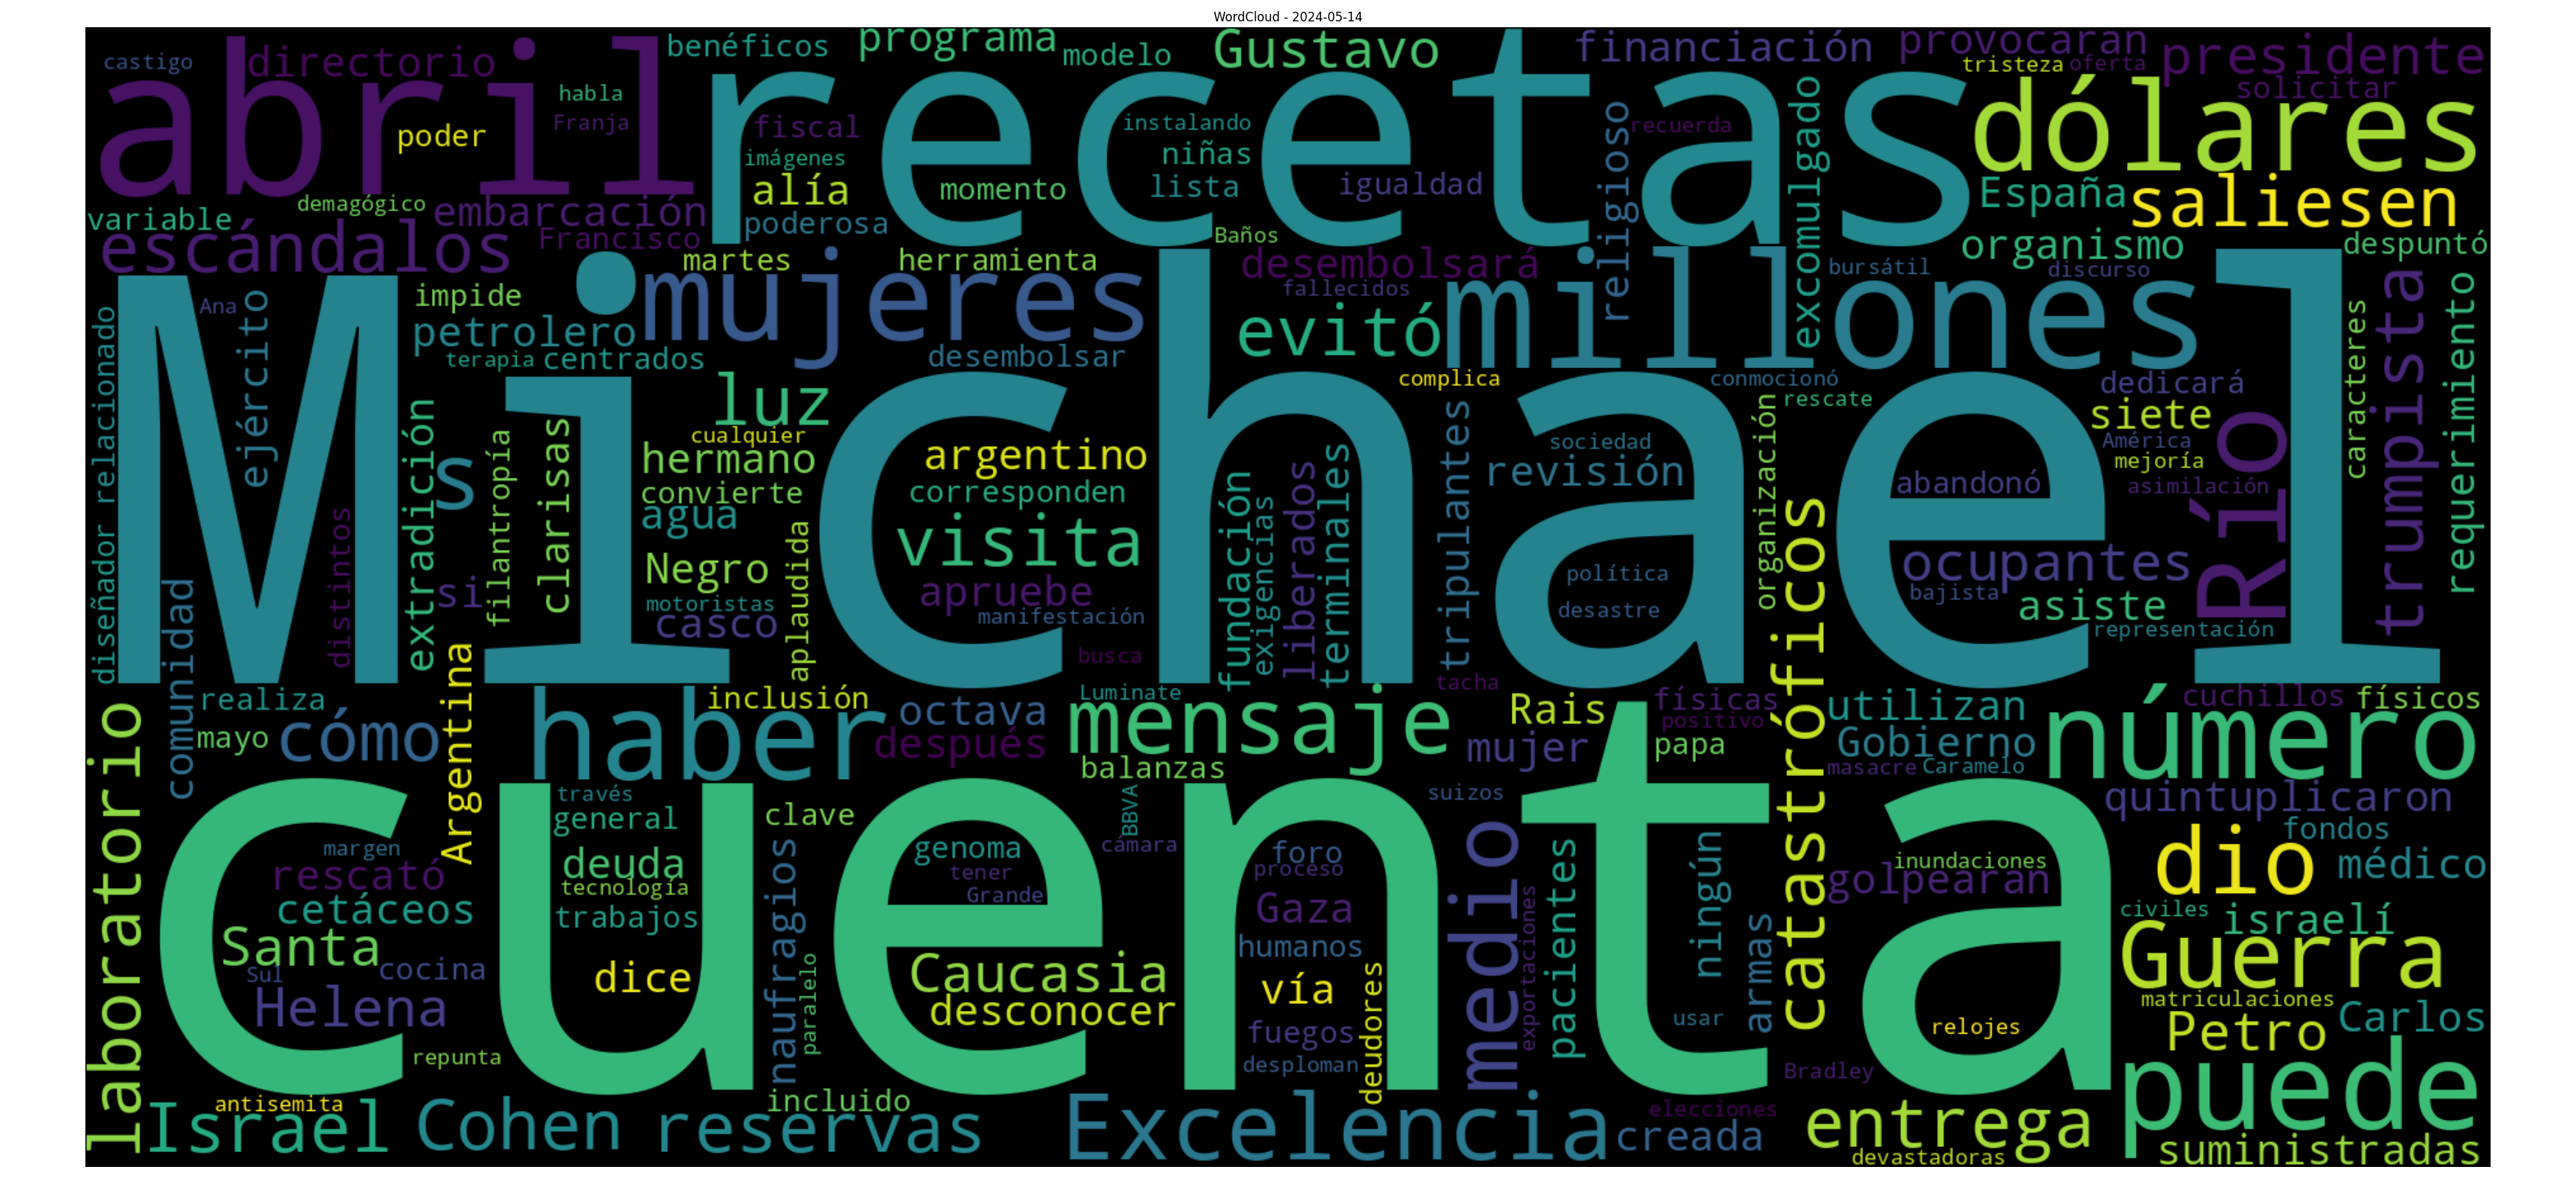 WordCloud - 2024-05-14
castigo
abril
directorio
benéficos
programa
modelo
Gustavo
financiación
provocaran
presidente
tristeza
oferta
solicitar
habla
Franja
poder
recetas
fiscal
imágenes
alía
poderosa
momento
instalando
niñas
lista
igualdad
religioso
recuerda
excomulgado
dólares
España
saliesen
variable
demagógico
embarcación
escándalos
Francisco
Baños
organismo
despuntó
martes
herramienta
desembolsará
fallecidos
bursátil
discurso
Michael
Ana
ejército
impide
petrolero
mujeres
terapia
centrados
desembolsar
evitó
millones
complica
conmocionó
rescate
dedicará
siete
América
mejoría
asimilación
Río
trumpista
caracteres
requerimiento
diseñador relacionado
luz
cualquier
hermano
convierte
agua
argentino
corresponden
sociedad
revisión
abandonó
extradición
s
si
filantropía
clarisas
distintos
comunidad
Negro
motoristas
casco
aplaudida
visita
apruebe
manifestación
busca
fundación
exigencias
liberados
terminales
tripulantes
tacha
política
desastre
organización
catastróficos
ocupantes
bajista
asiste
representación
realiza
mayo
cómo
Argentina
haber
inclusión
octava
después
Luminate
mensaje
balanzas
Rais
mujer
físicas
positivo
papa
utilizan
Gobierno
masacre
Caramelo
número
cuchillos
físicos
quintuplicaron
laboratorio
cuenta
margen
rescató
cetáceos
Santa
Sul
cocina
Helena
repunta
través
general
deuda
tecnología
trabajos
dice
clave
naufragios
paralelo
genoma
tener
Grande
Caucasia
desconocer
BBVA
cámara
suizos
foro
proceso
Gaza
humanos
vía
fuegos
desploman
deudores
medio
exportaciones
pacientes
ningún
usar
armas
golpearan
inundaciones
relojes
Bradley
dio
fondos
médico
civiles
israelí
Guerra
matriculaciones
Petro
Carlos
puede
antisemita
Israel
Cohen
reservas
incluido
Excelencia
elecciones
creada
entrega
devastadoras
suministradas